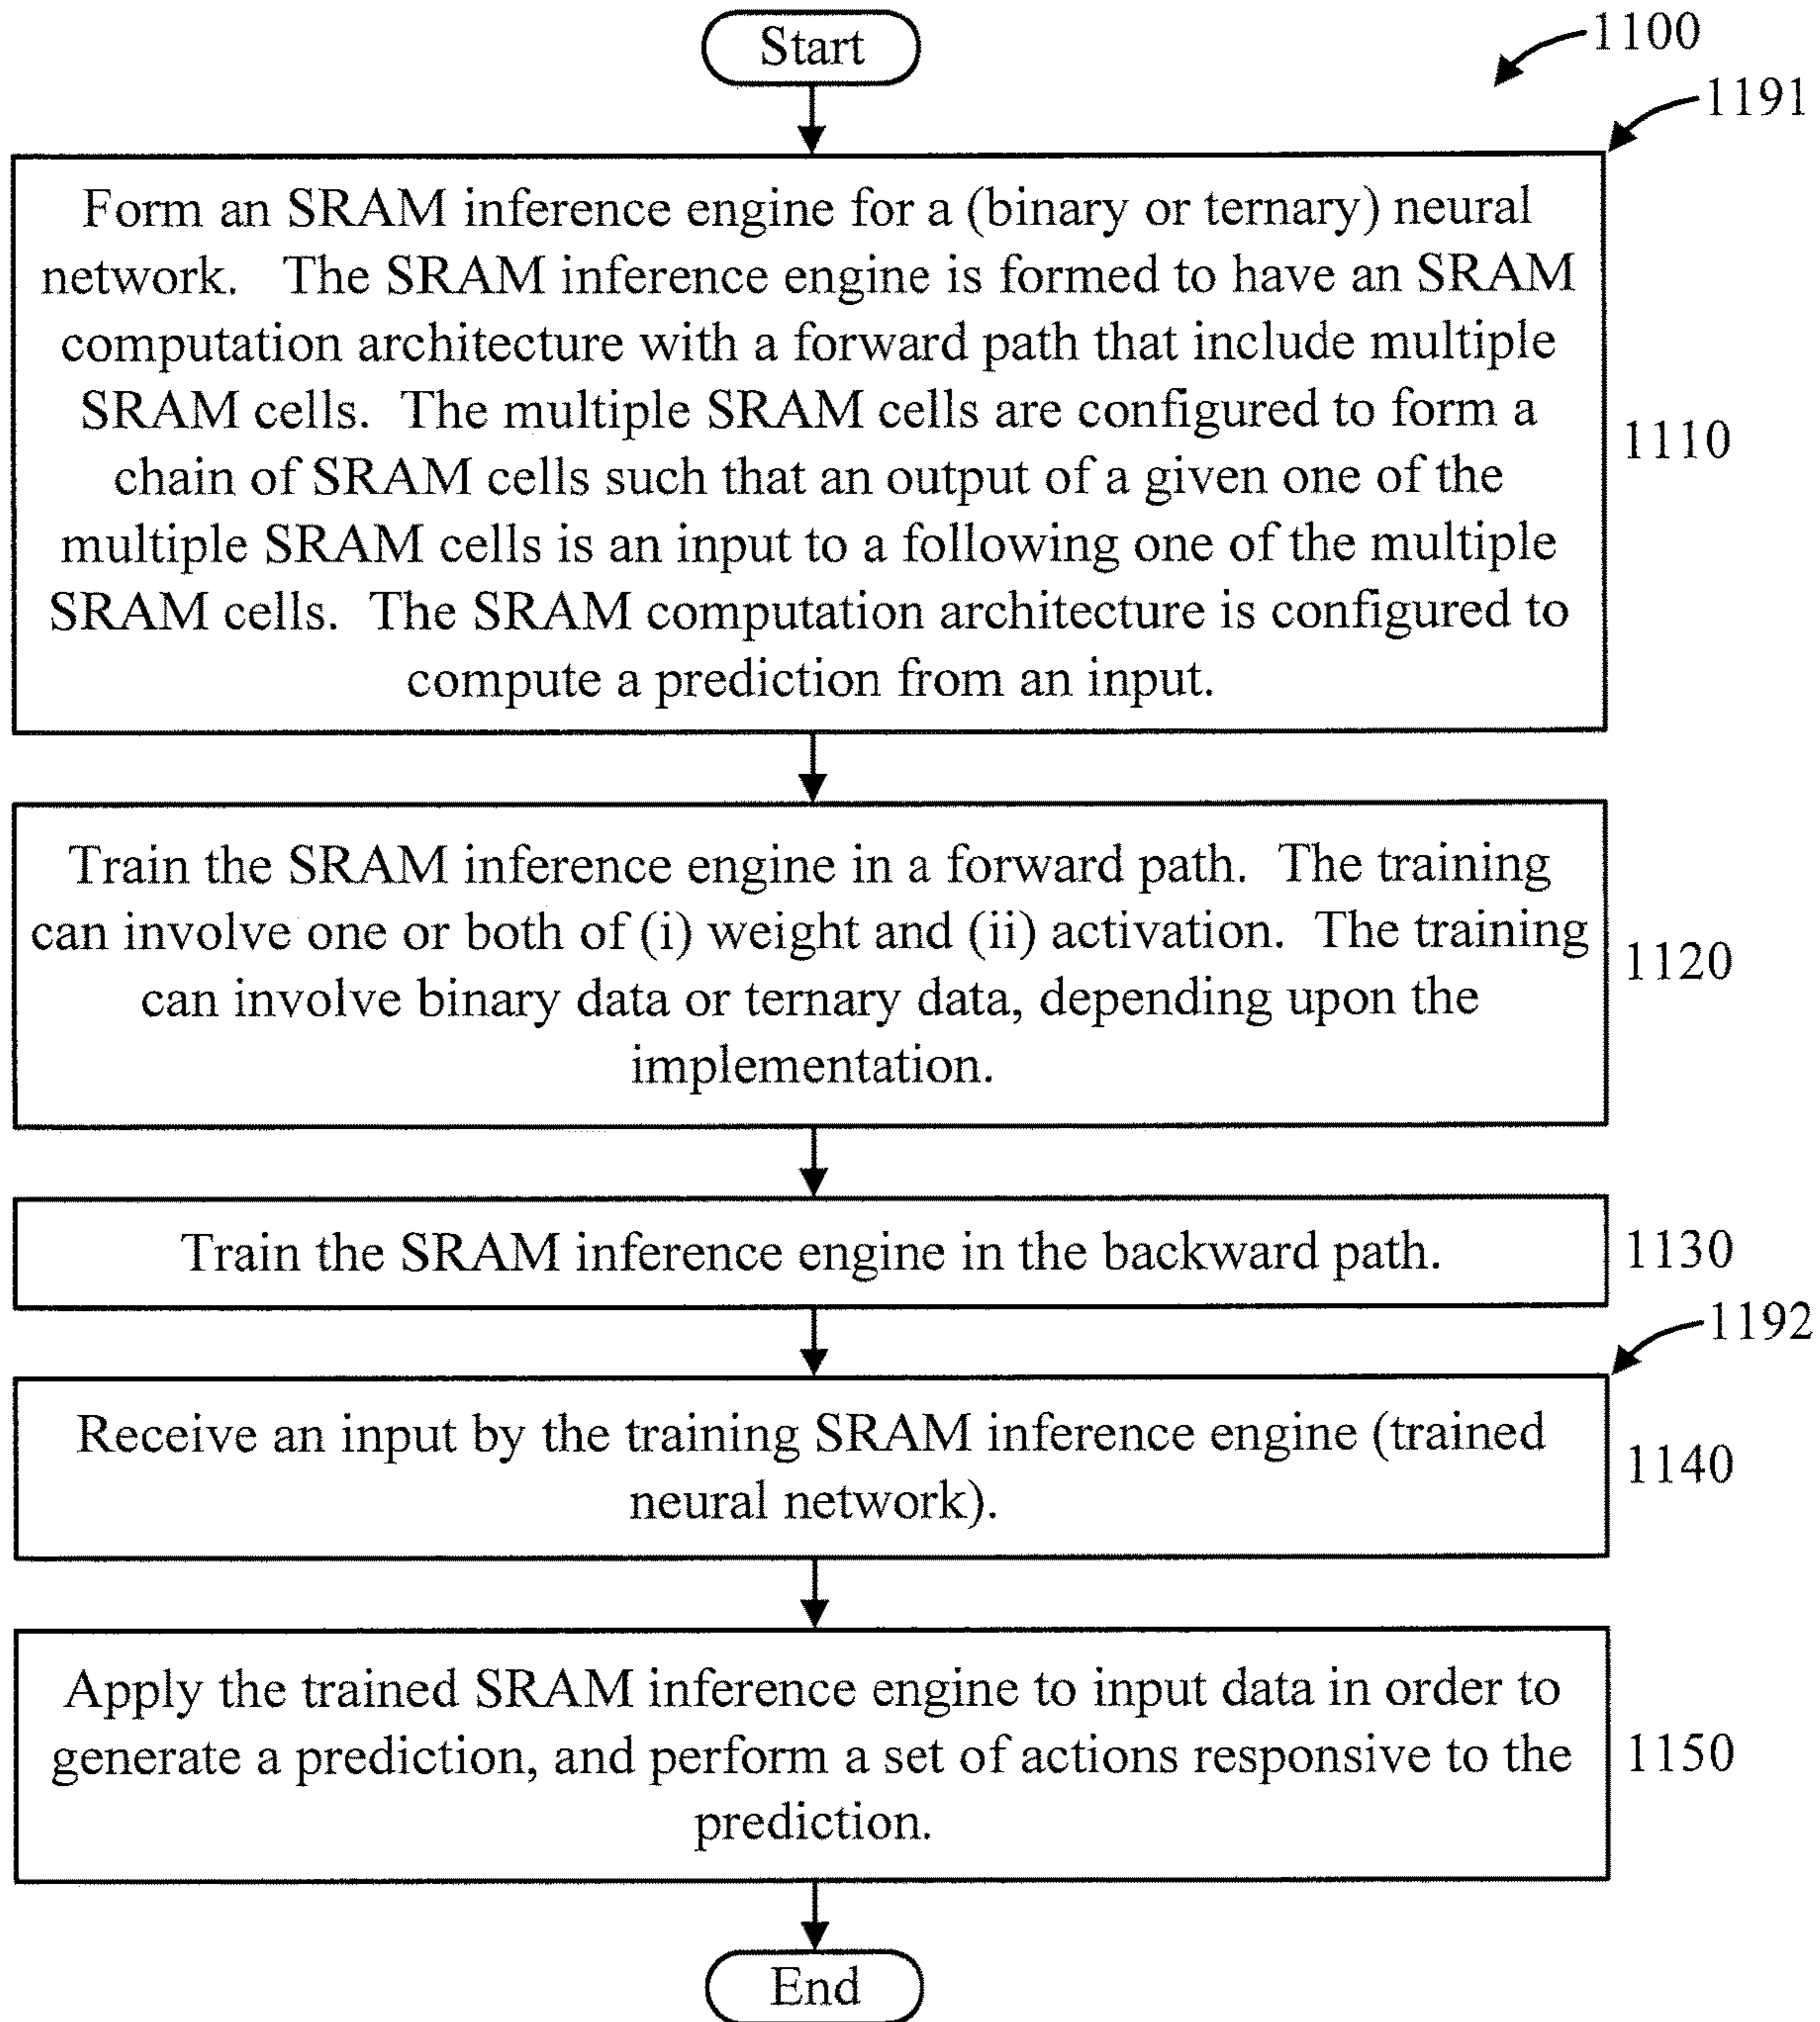 Start
1100
1191
Form an SRAM inference engine for a (binary or ternary) neural
network. The SRAM inference engine is formed to have an SRAM
computation architecture with a forward path that include multiple
SRAM cells. The multiple SRAM cells are configured to form a
chain of SRAM cells such that an output of a given one of the
multiple SRAM cells is an input to a following one of the multiple
SRAM cells. The SRAM computation architecture is configured to
compute a prediction from an input.
1110
Train the SRAM inference engine in a forward path. The training
can involve one or both of (i) weight and (ii) activation. The training
can involve binary data or ternary data, depending upon the
implementation.
1120
Train the SRAM inference engine in the backward path.
1130
1192
Receive an input by the training SRAM inference engine (trained
neural network).
1140
Apply the trained SRAM inference engine to input data in order to
generate a prediction, and perform a set of actions responsive to the
prediction.
1150
End